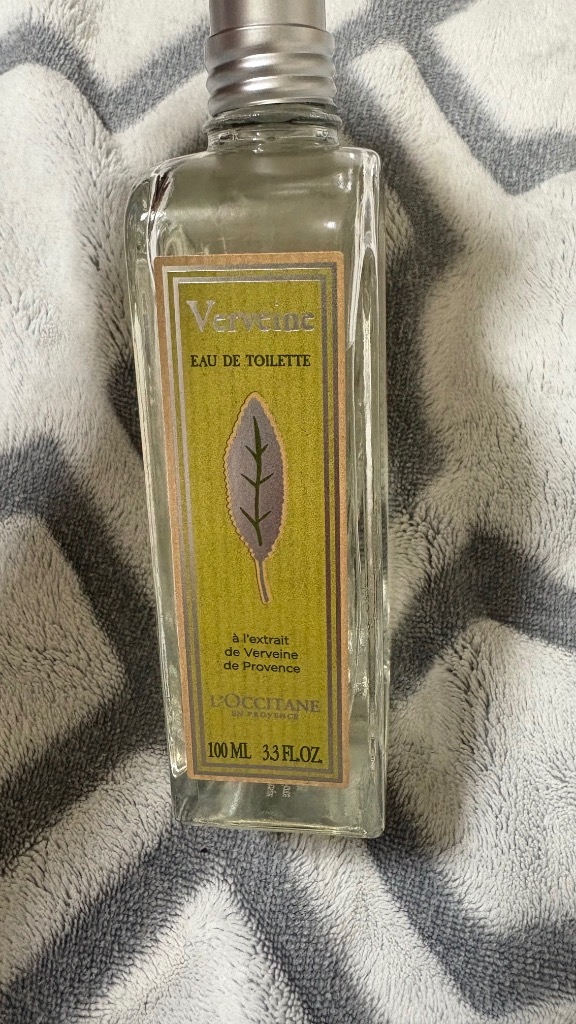 Verveine
EAU DE TOILETTE
à l'extrait
de Verveine
de Provence
L'OCCITANE
EN PROVENCE
100 ML 3.3 FL.OZ.